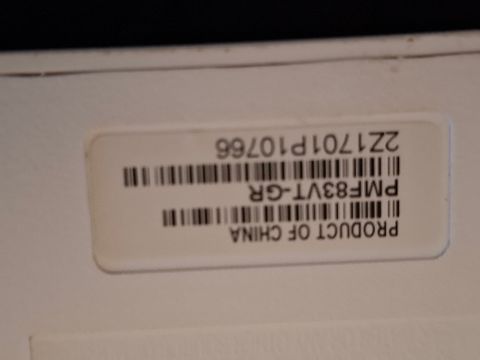 PRODUCT OF CHINA
PMF83VT-GR
2Z1701P10766